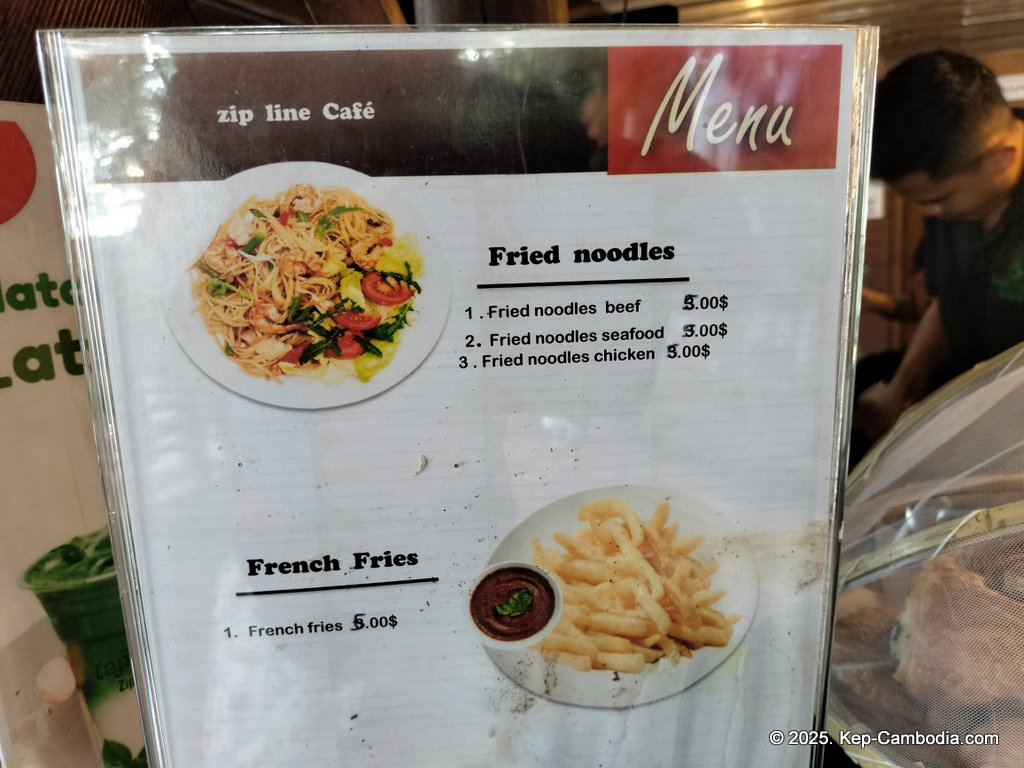 zip line Café
Menu
Fried noodles
1 . Fried noodles beef 5.00$
2. Fried noodles seafood 5.00$
3 . Fried noodles chicken 5.00$
French Fries
1. French fries 5.00$
© 2025. Kep-Cambodia.com